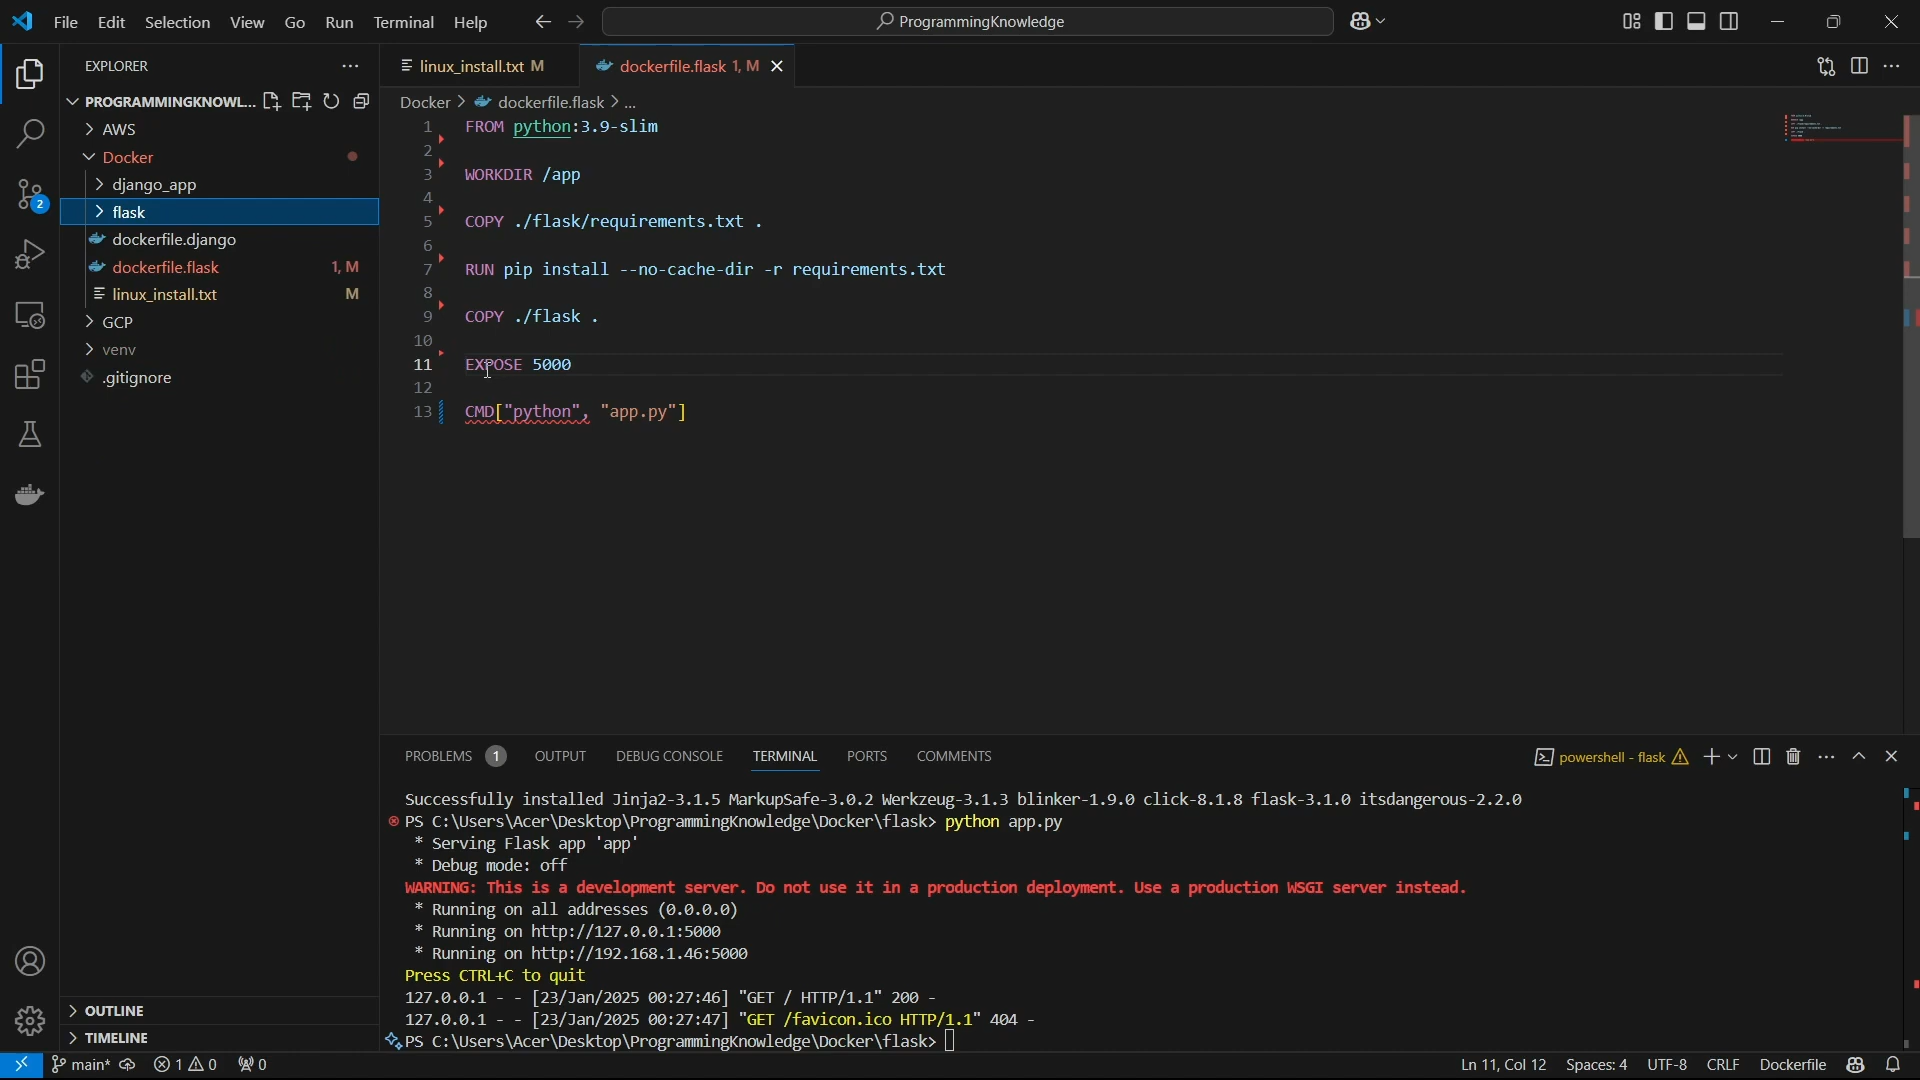 File Edit Selection View Go Run Terminal Help
ProgrammingKnowledge
EXPLORER
PROGRAMMINGKNOWL...
AWS
Docker
django_app
flask
dockerfile.django
dockerfile.flask 1, M
linux_install.txt M
GCP
venv
.gitignore
OUTLINE
TIMELINE
linux_install.txt M
dockerfile.flask 1, M
Docker > dockerfile.flask > ...
1 FROM python:3.9-slim
2
3 WORKDIR /app
4
5 COPY ./flask/requirements.txt .
6
7 RUN pip install --no-cache-dir -r requirements.txt
8
9 COPY ./flask .
10
11 EXPOSE 5000
12
13 CMD["python", "app.py"]
PROBLEMS 1 OUTPUT DEBUG CONSOLE TERMINAL PORTS COMMENTS
powershell - flask
Successfully installed Jinja2-3.1.5 MarkupSafe-3.0.2 Werkzeug-3.1.3 blinker-1.9.0 click-8.1.8 flask-3.1.0 itsdangerous-2.2.0
PS C:\Users\Acer\Desktop\ProgrammingKnowledge\Docker\flask> python app.py
* Serving Flask app 'app'
* Debug mode: off
WARNING: This is a development server. Do not use it in a production deployment. Use a production WSGI server instead.
* Running on all addresses (0.0.0.0)
* Running on http://127.0.0.1:5000
* Running on http://192.168.1.46:5000
Press CTRL+C to quit
127.0.0.1 - - [23/Jan/2025 00:27:46] "GET / HTTP/1.1" 200 -
127.0.0.1 - - [23/Jan/2025 00:27:47] "GET /favicon.ico HTTP/1.1" 404 -
PS C:\Users\Acer\Desktop\ProgrammingKnowledge\Docker\flask>
2
main* 1 0 0
Ln 11, Col 12 Spaces: 4 UTF-8 CRLF Dockerfile